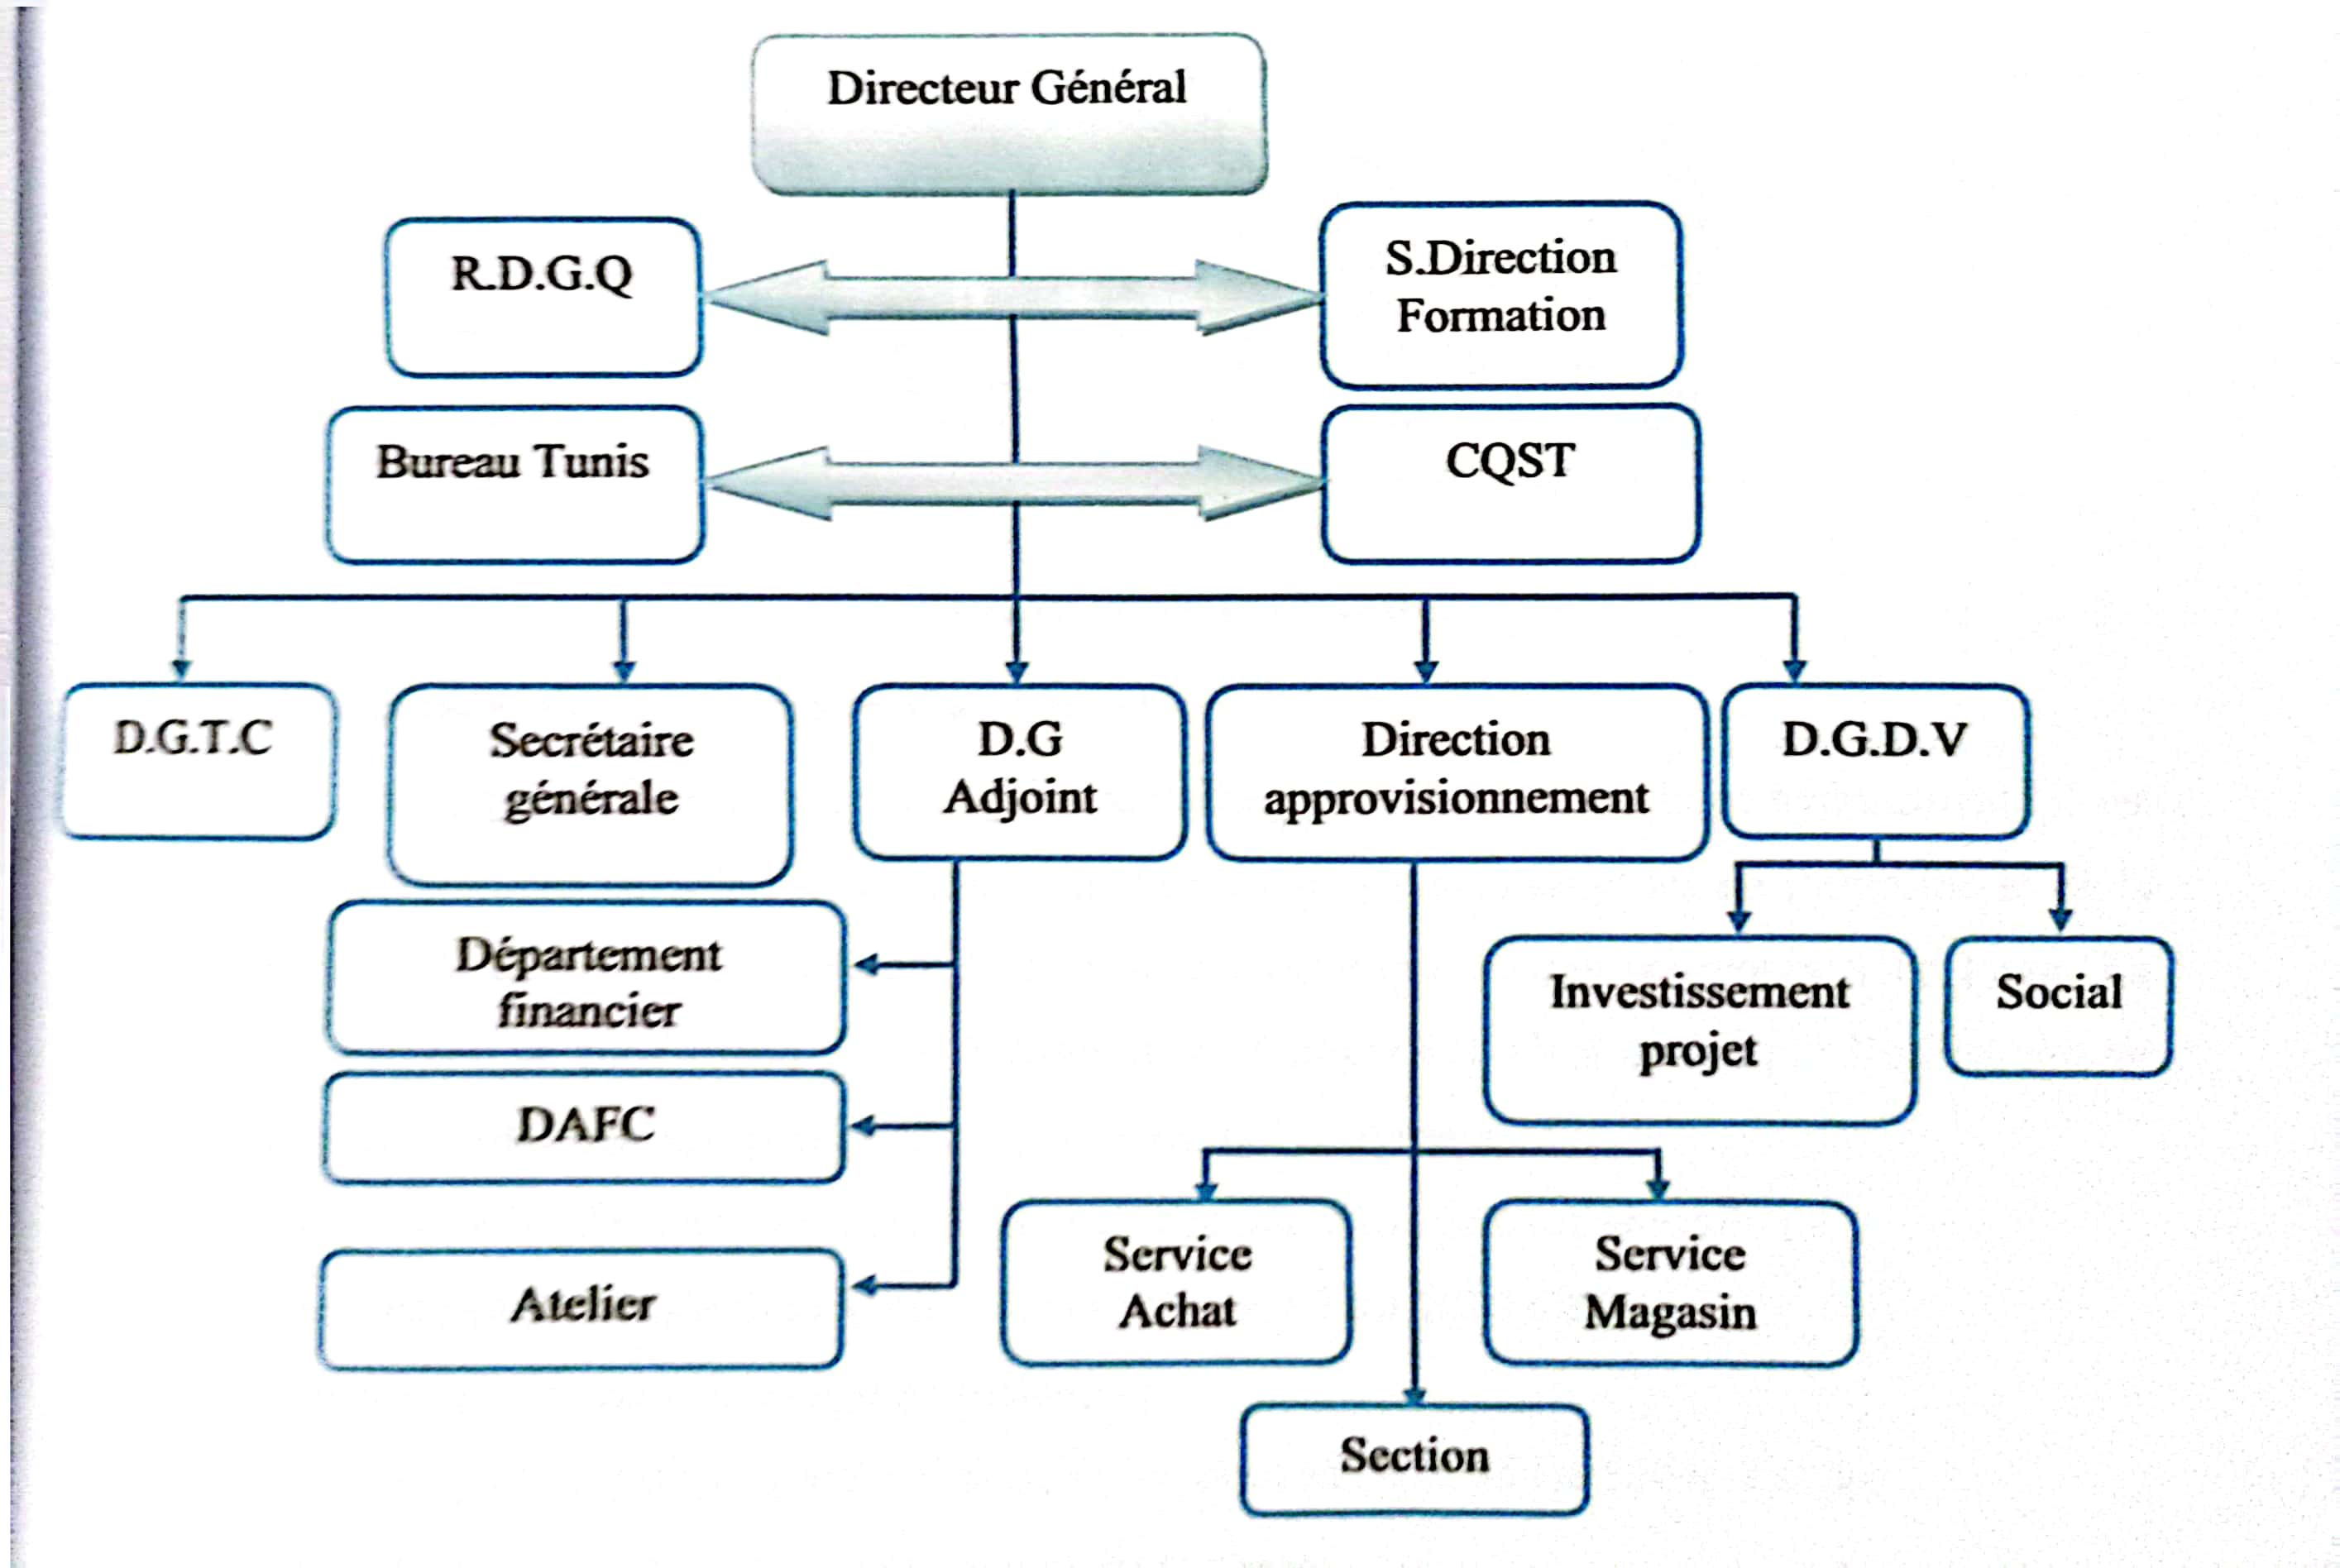 Directeur Général
R.D.G.Q
S.Direction
Formation
Bureau Tunis
CQST
D.G.T.C
Secrétaire
générale
D.G
Adjoint
Direction
approvisionnement
D.G.D.V
Département
financier
DAFC
Atelier
Investissement
projet
Social
Service
Achat
Service
Magasin
Section